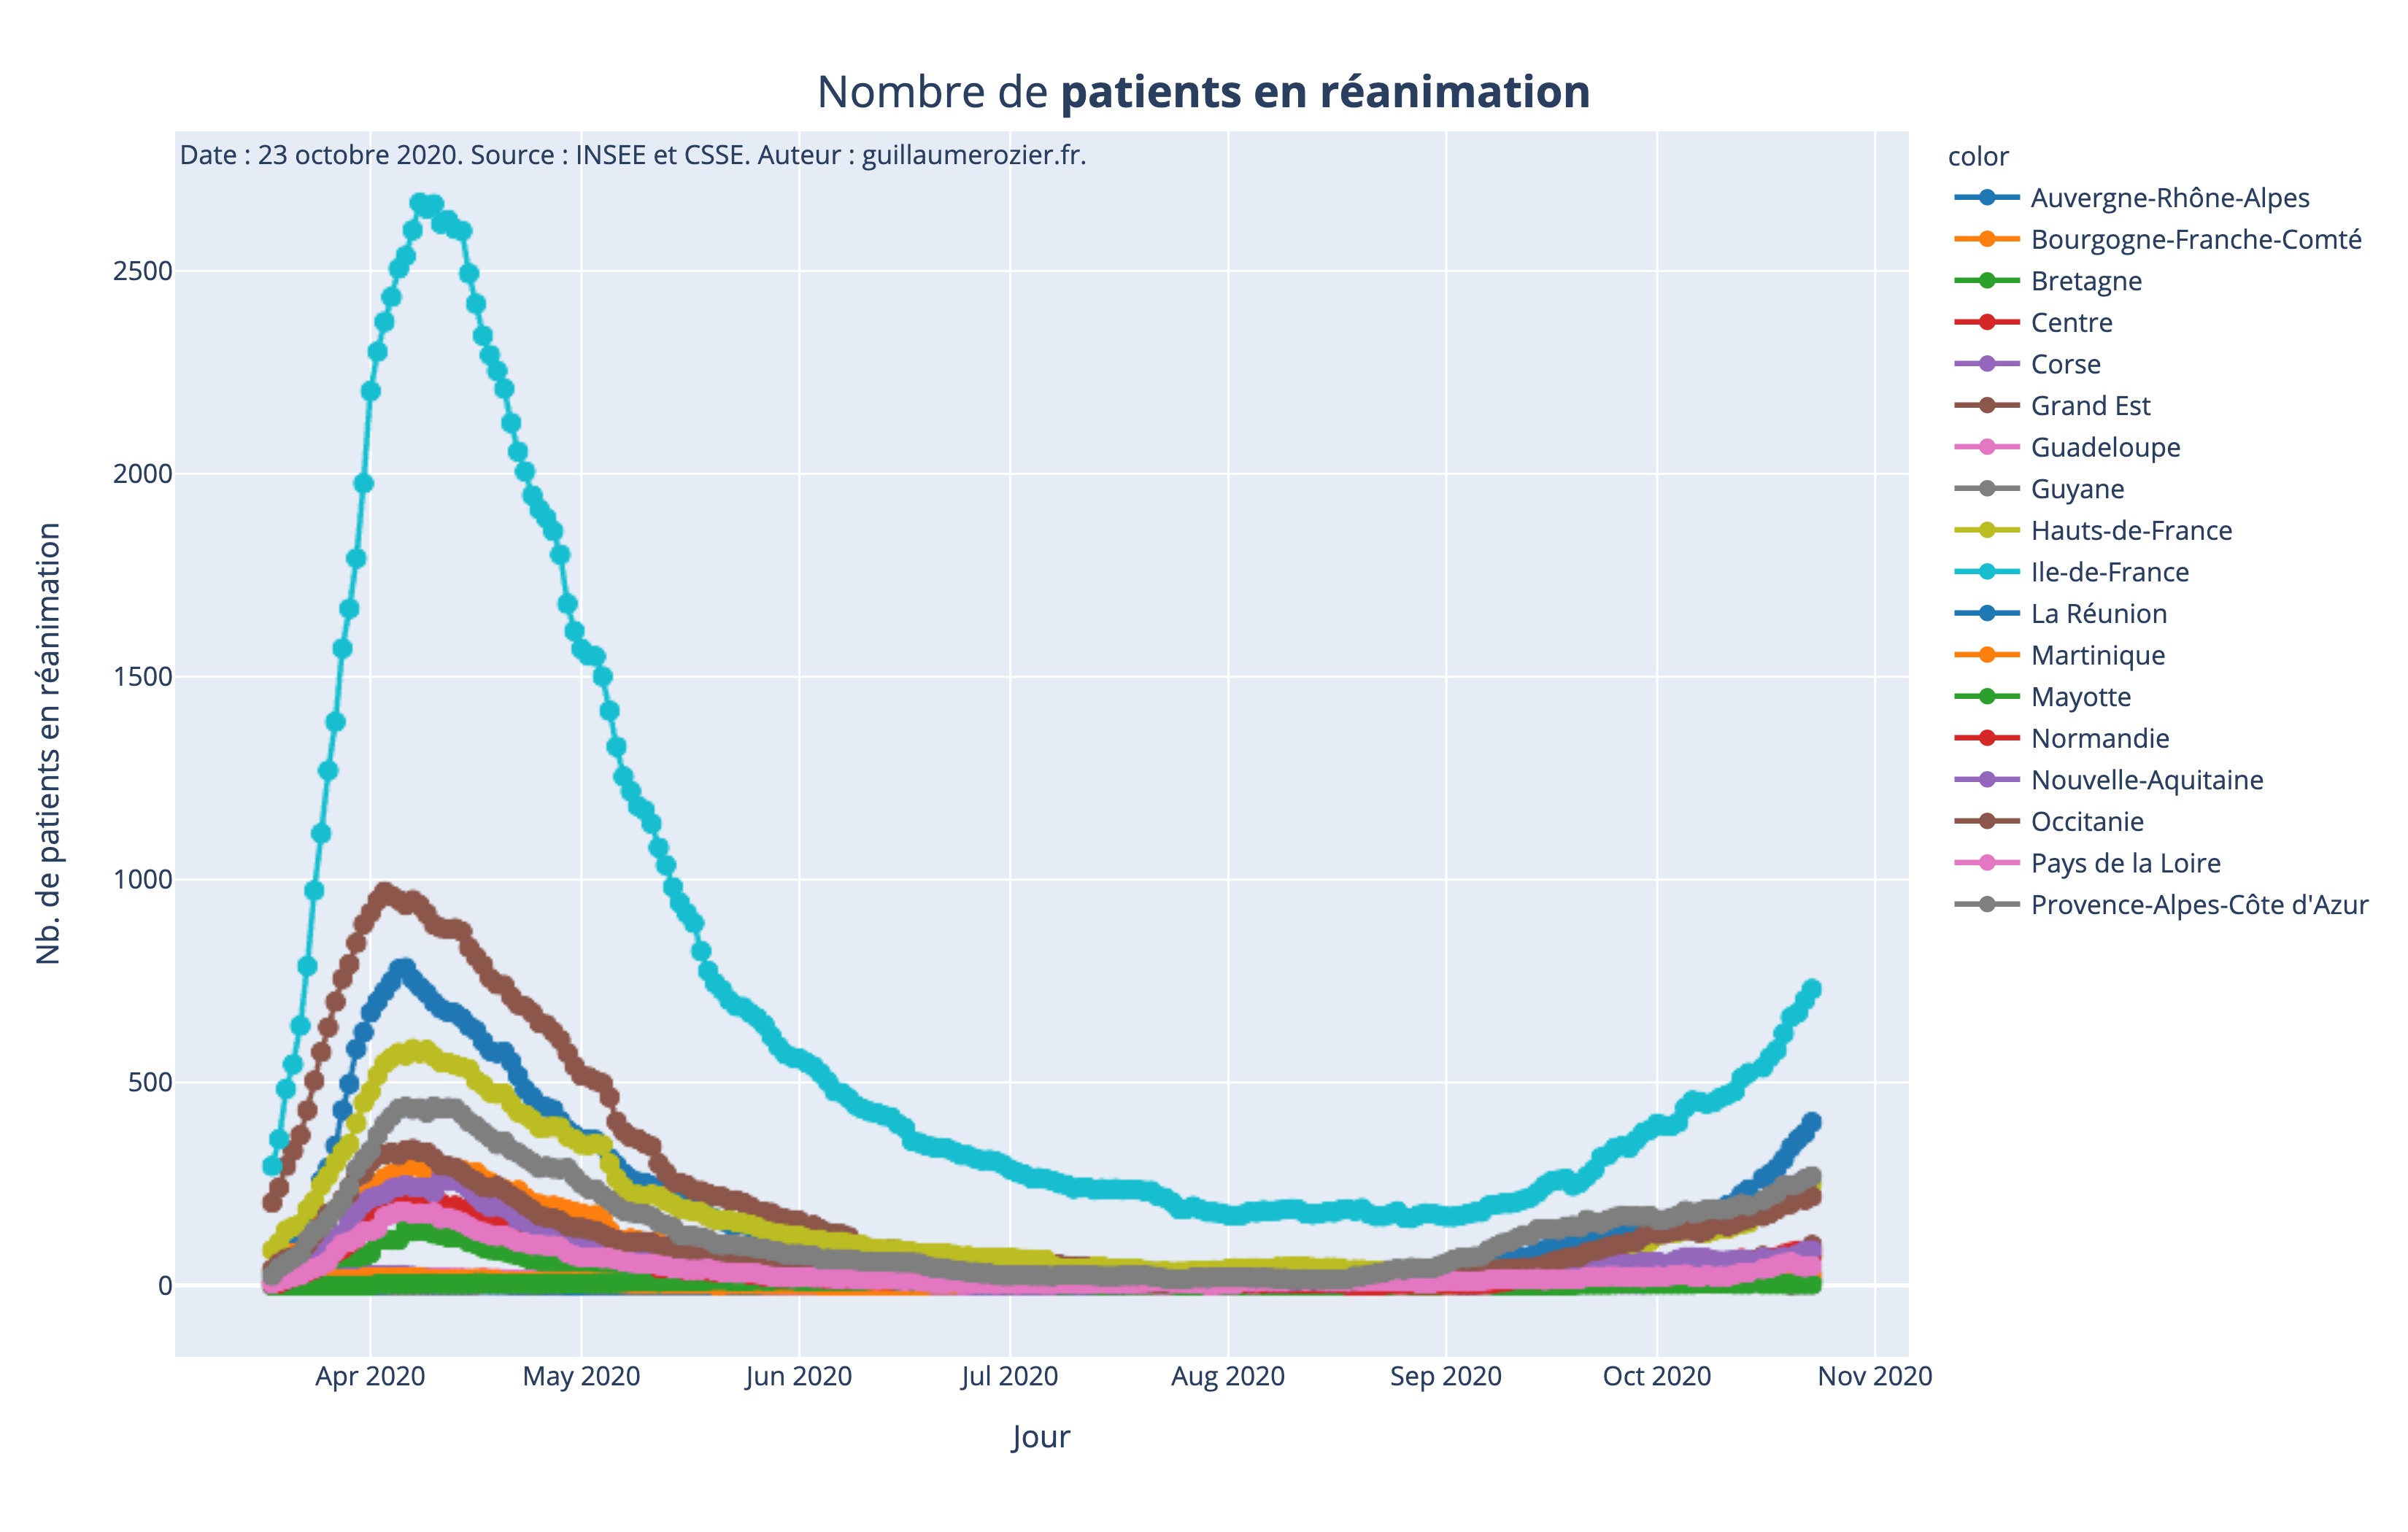 Nombre de patients en réanimation
Date : 23 octobre 2020. Source : INSEE et CSSE. Auteur : guillaumerozier.fr.
color
Auvergne-Rhône-Alpes
Bourgogne-Franche-Comté
Bretagne
Centre
Corse
Grand Est
Guadeloupe
Guyane
Hauts-de-France
Ile-de-France
La Réunion
Martinique
Mayotte
Normandie
Nouvelle-Aquitaine
Occitanie
Pays de la Loire
Provence-Alpes-Côte d'Azur
Nb. de patients en réanimation
2500
2000
1500
1000
500
0
Apr 2020 May 2020 Jun 2020 Jul 2020 Aug 2020 Sep 2020 Oct 2020 Nov 2020
Jour